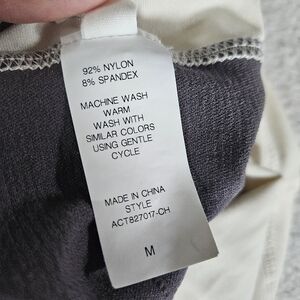 92% NYLON
8% SPANDEX
MACHINE WASH
WARM
WASH WITH
SIMILAR COLORS
USING GENTLE
CYCLE
MADE IN CHINA
STYLE
ACT827017-CH
M